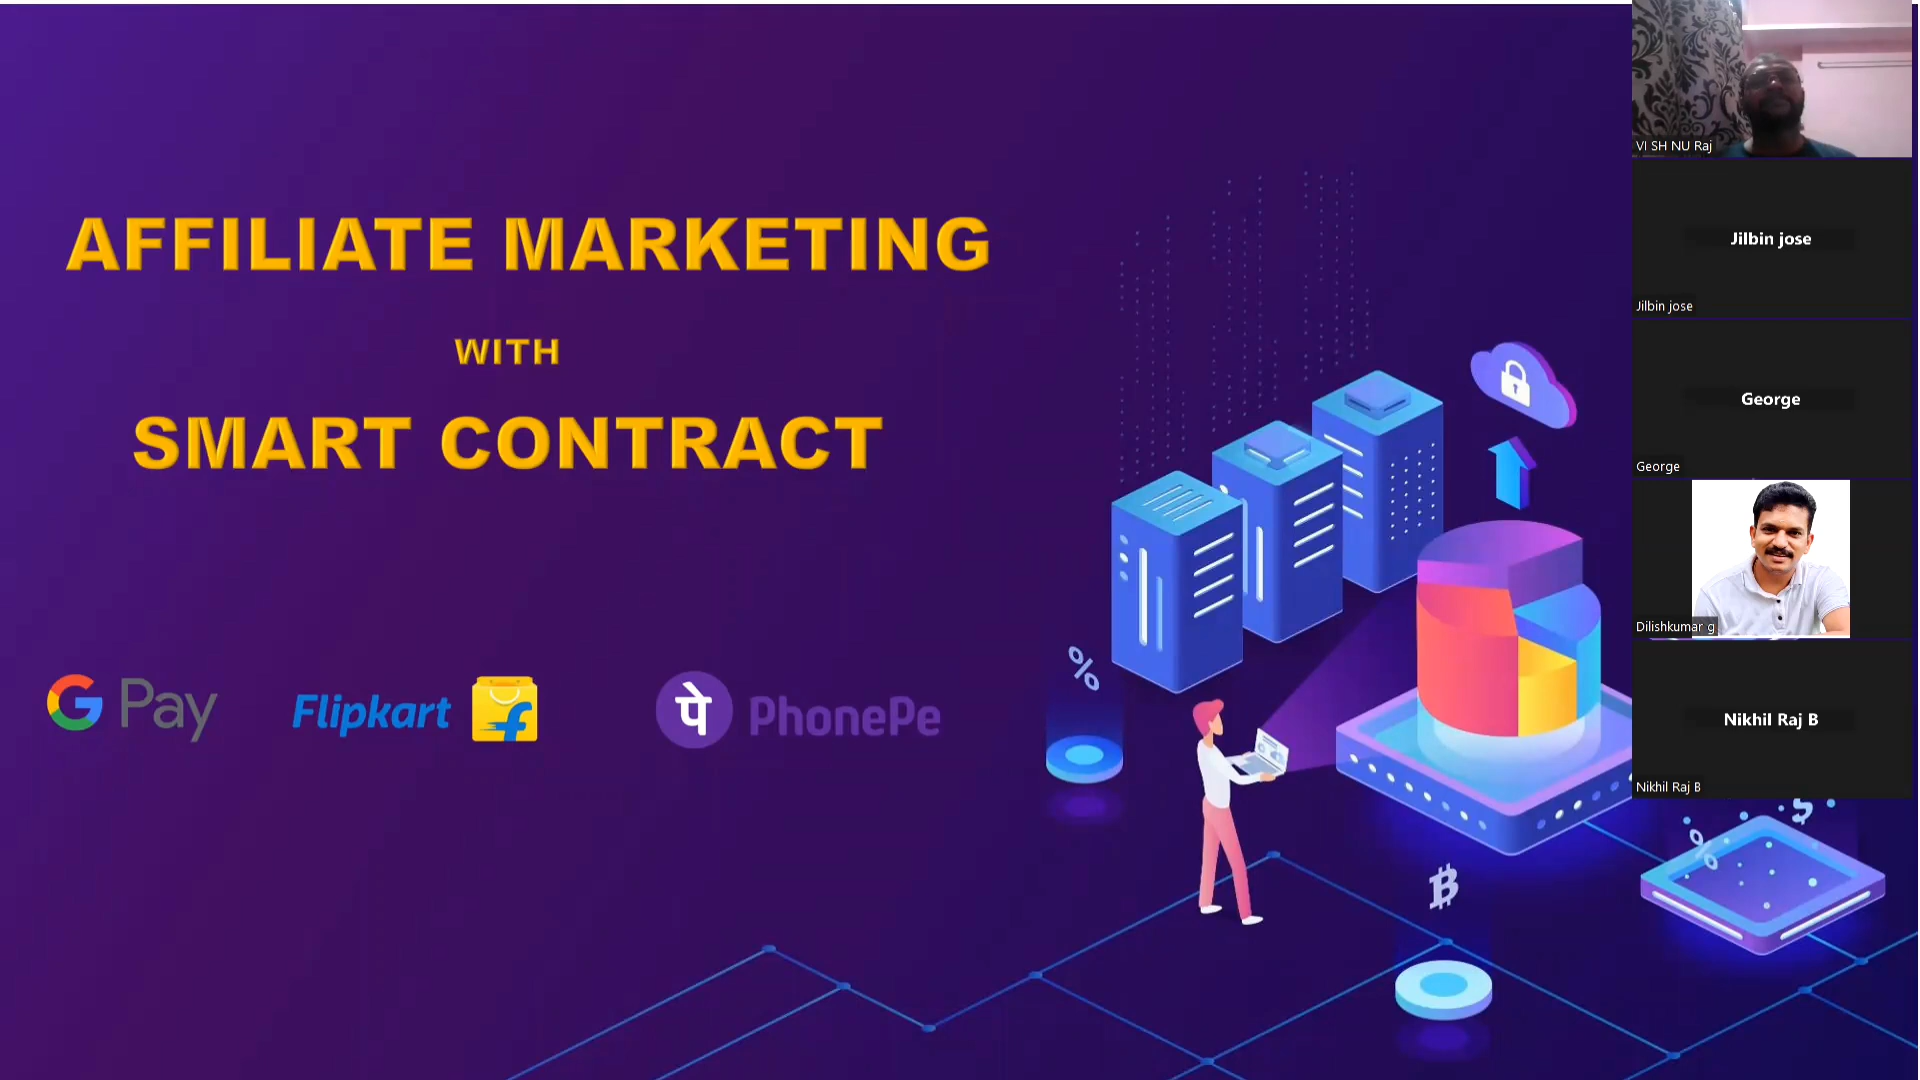 AFFILIATE MARKETING
WITH
SMART CONTRACT
G Pay
Flipkart
पे PhonePe
%
₿
%
$
VI SH NU Raj
Jilbin jose
Jilbin jose
George
George
Dilishkumar g
Nikhil Raj B
Nikhil Raj B